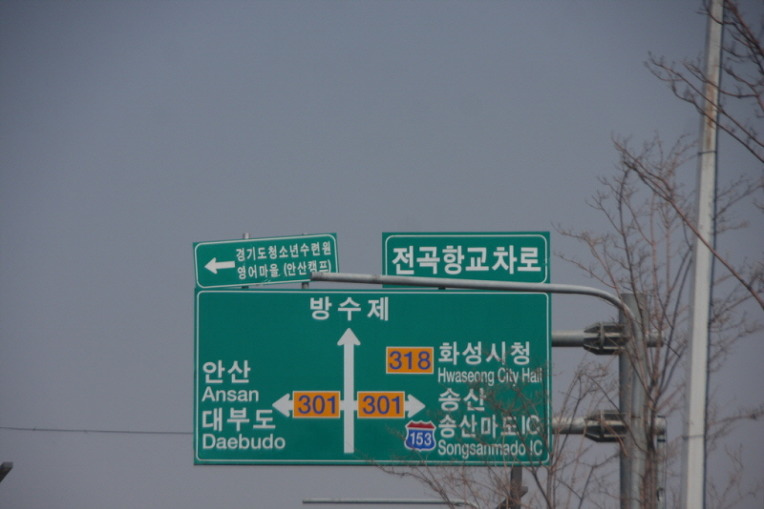 경기도청소년수련원
영어마을 (안산캠프)
전곡항교차로
방수제
안산
Ansan
대부도
Daebudo
301
301
318
화성시청
Hwaseong City Hall
송산
153
송산마도IC
Songsanmado IC